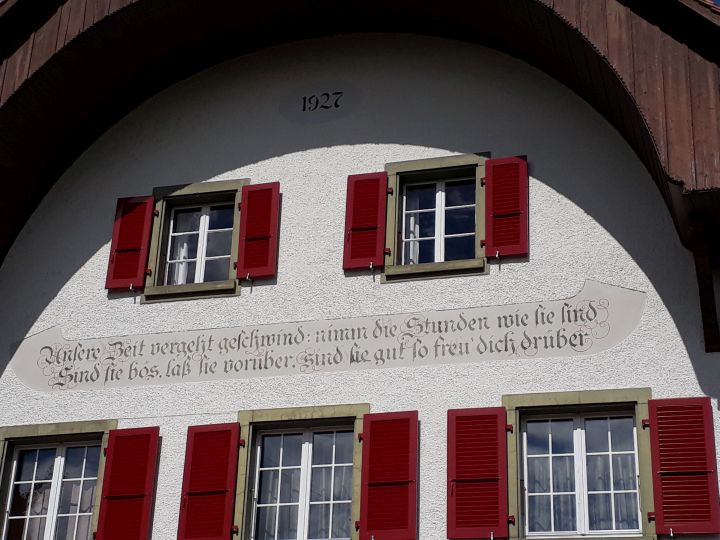 1927
Unsere Zeit vergeht geschwind: nimm die Stunden wie sie sind
Sind sie bös, laß sie vorüber. Sind sie gut so freu' dich drüber